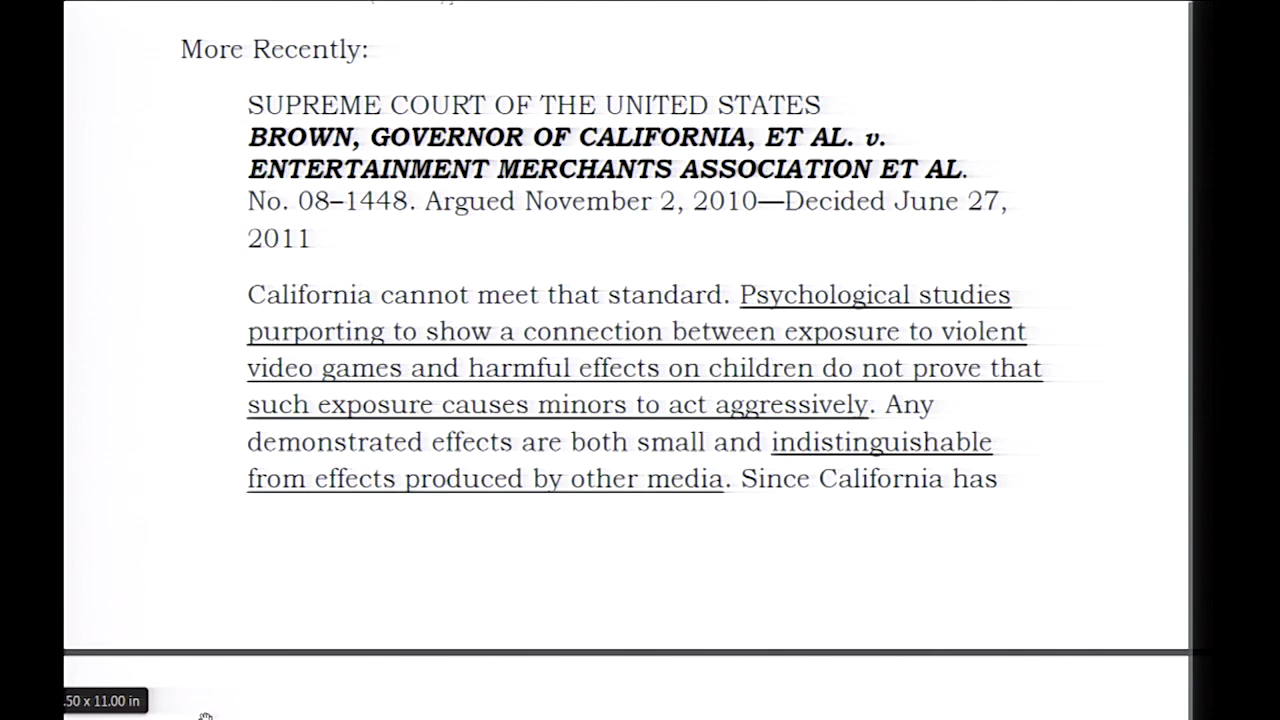 More Recently:
SUPREME COURT OF THE UNITED STATES
BROWN, GOVERNOR OF CALIFORNIA, ET AL. v.
ENTERTAINMENT MERCHANTS ASSOCIATION ET AL.
No. 08–1448. Argued November 2, 2010—Decided June 27,
2011
California cannot meet that standard. Psychological studies
purporting to show a connection between exposure to violent
video games and harmful effects on children do not prove that
such exposure causes minors to act aggressively. Any
demonstrated effects are both small and indistinguishable
from effects produced by other media. Since California has
.50 x 11.00 in